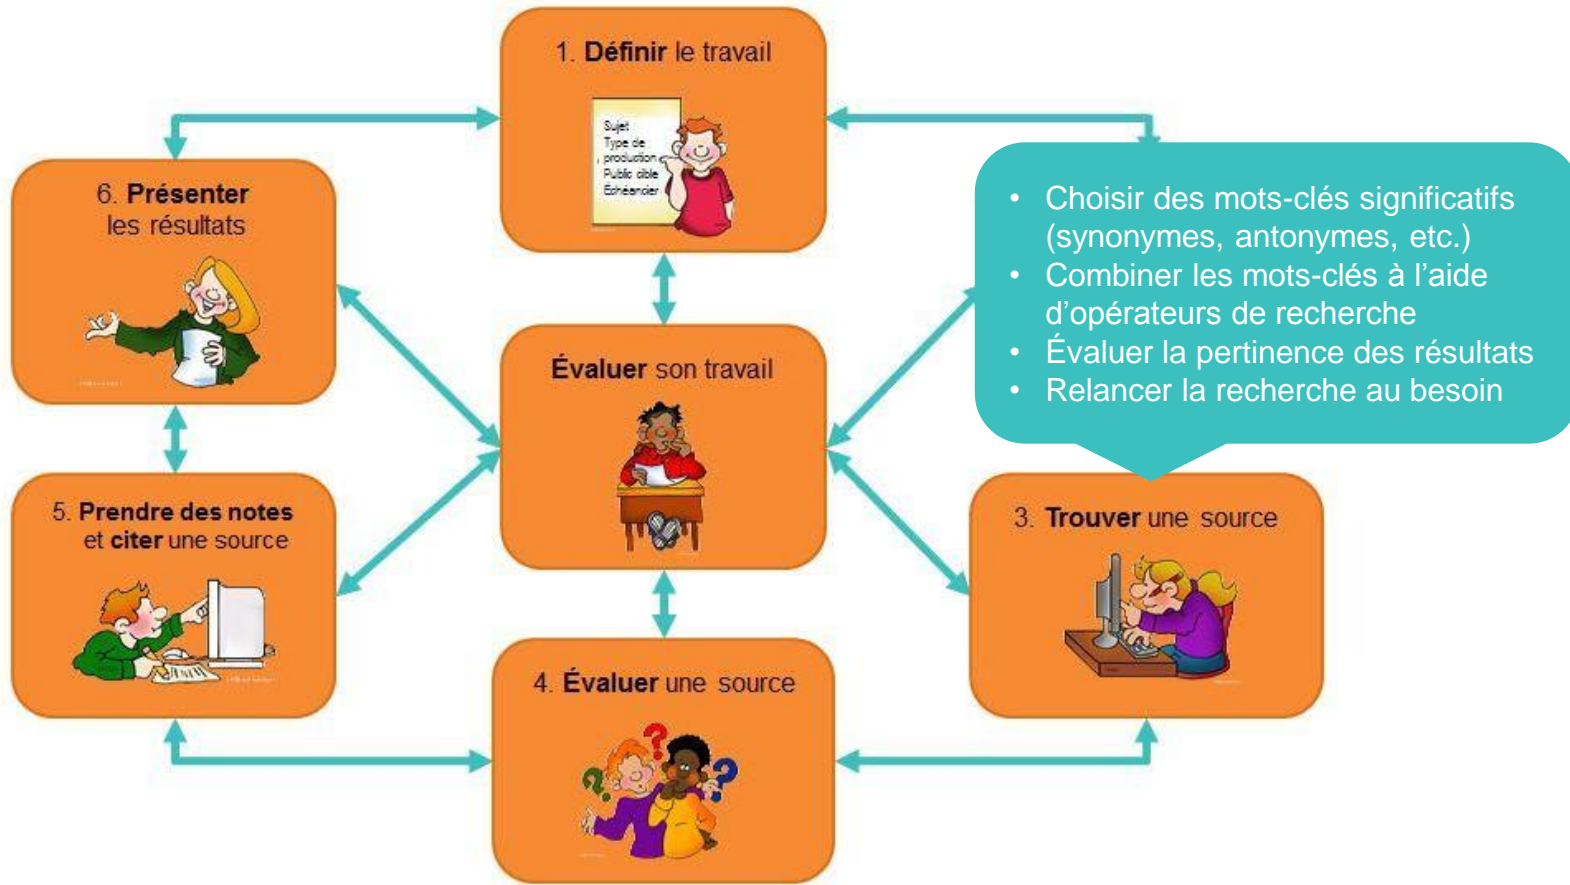 1. Définir le travail
Sujet
Type de
production
Public cible
Échéancier
6. Présenter
les résultats
• Choisir des mots-clés significatifs
(synonymes, antonymes, etc.)
• Combiner les mots-clés à l’aide
d’opérateurs de recherche
• Évaluer la pertinence des résultats
• Relancer la recherche au besoin
Évaluer son travail
5. Prendre des notes
et citer une source
3. Trouver une source
4. Évaluer une source